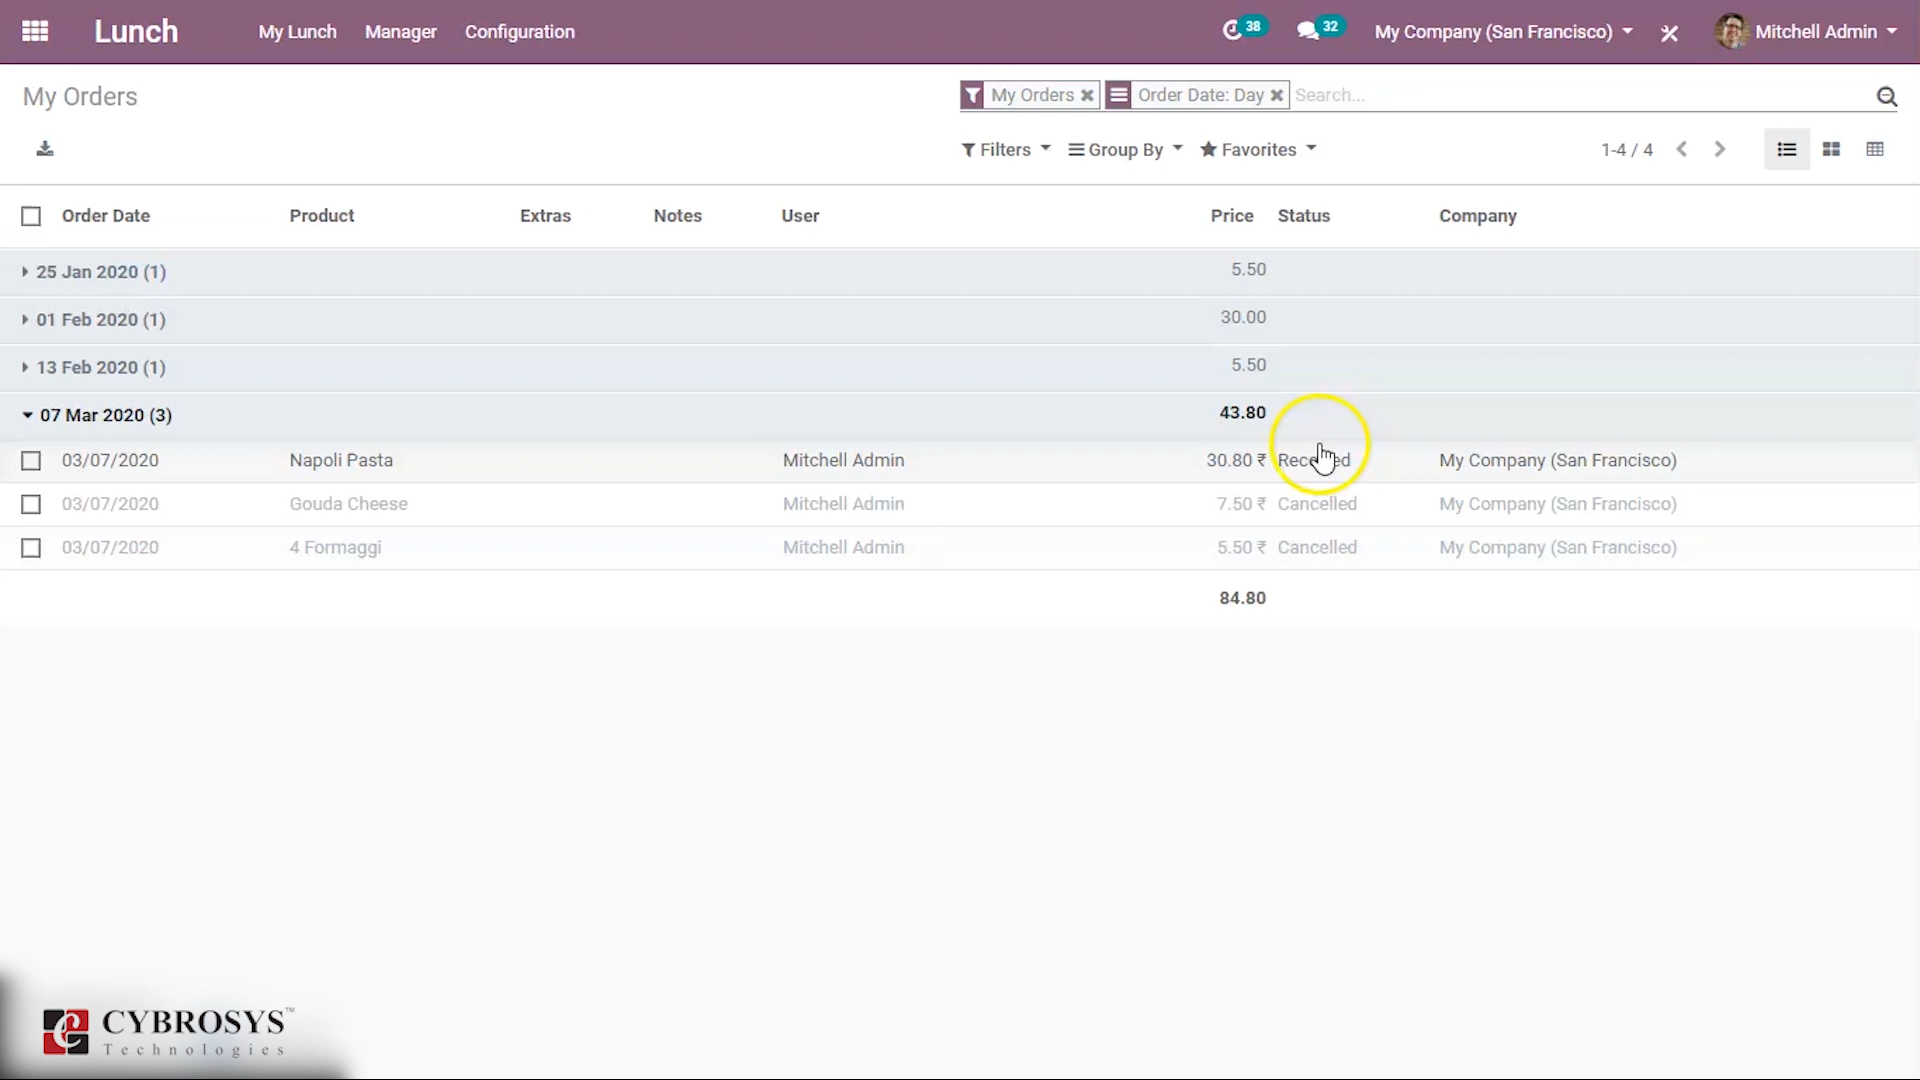 Lunch My Lunch Manager Configuration 38 32 My Company (San Francisco) Mitchell Admin
My Orders My Orders Order Date: Day Search...
Filters Group By Favorites 1-4 / 4
Order Date Product Extras Notes User Price Status Company
25 Jan 2020 (1) 5.50
01 Feb 2020 (1) 30.00
13 Feb 2020 (1) 5.50
07 Mar 2020 (3) 43.80
03/07/2020 Napoli Pasta Mitchell Admin 30.80 ₹ My Company (San Francisco)
03/07/2020 Gouda Cheese Mitchell Admin 7.50 ₹ Cancelled My Company (San Francisco)
03/07/2020 4 Formaggi Mitchell Admin 5.50 ₹ Cancelled My Company (San Francisco)
84.80
CYBROSYS™
Technologies